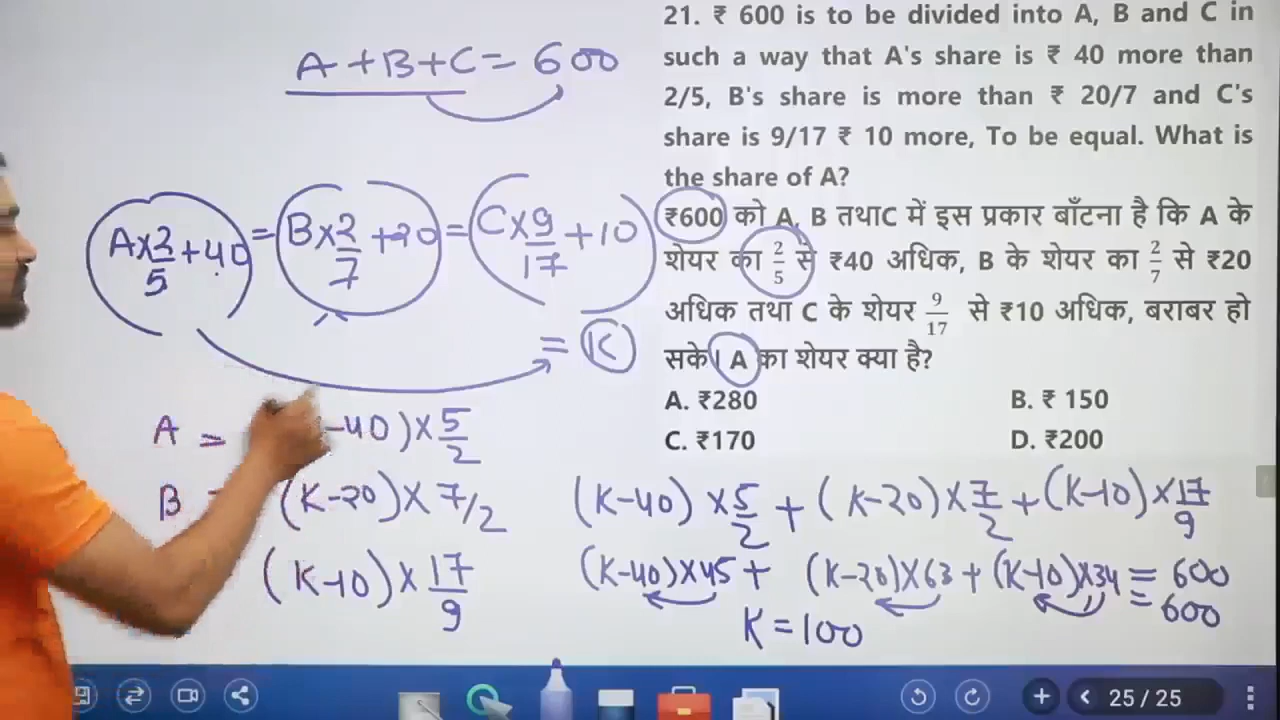 21. ₹ 600 is to be divided into A, B and C in
such a way that A's share is ₹ 40 more than
2/5, B's share is more than ₹ 20/7 and C's
share is 9/17 ₹ 10 more, To be equal. What is
the share of A?
₹600 को A, B तथाC में इस प्रकार बाँटना है कि A के
शेयर का 2/5 से ₹40 अधिक, B के शेयर का 2/7 से ₹20
अधिक तथा C के शेयर 9/17 से ₹10 अधिक, बराबर हो
सके। A का शेयर क्या है?
A. ₹280 B. ₹ 150
C. ₹170 D. ₹200
A+B+C=600
A×2/5+40 = B×2/7+20 = C×9/17+10
= K
A = -40)×5/2
B (K-20)×7/2
(K-10)×17/9
(K-40)×5/2+(K-20)×7/2+(K-10)×17/9
(K-40)×45+ (K-20)×63+(K-10)×34=600
=600
K=100
25 / 25